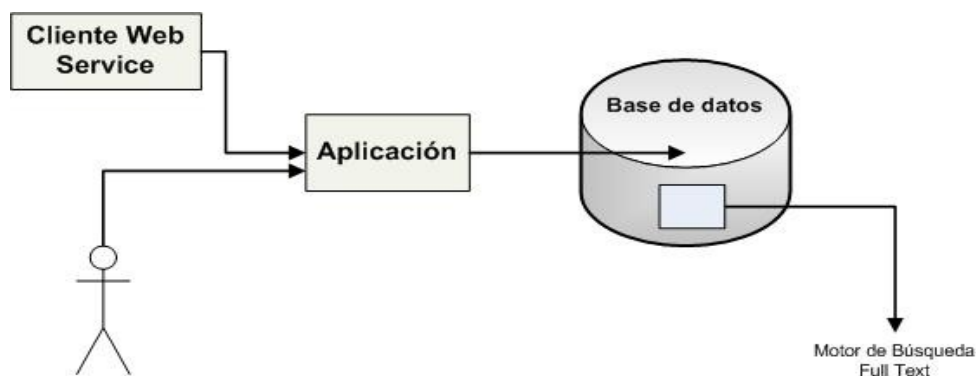 Cliente Web
Service
Base de datos
Aplicación
Motor de Búsqueda
Full Text